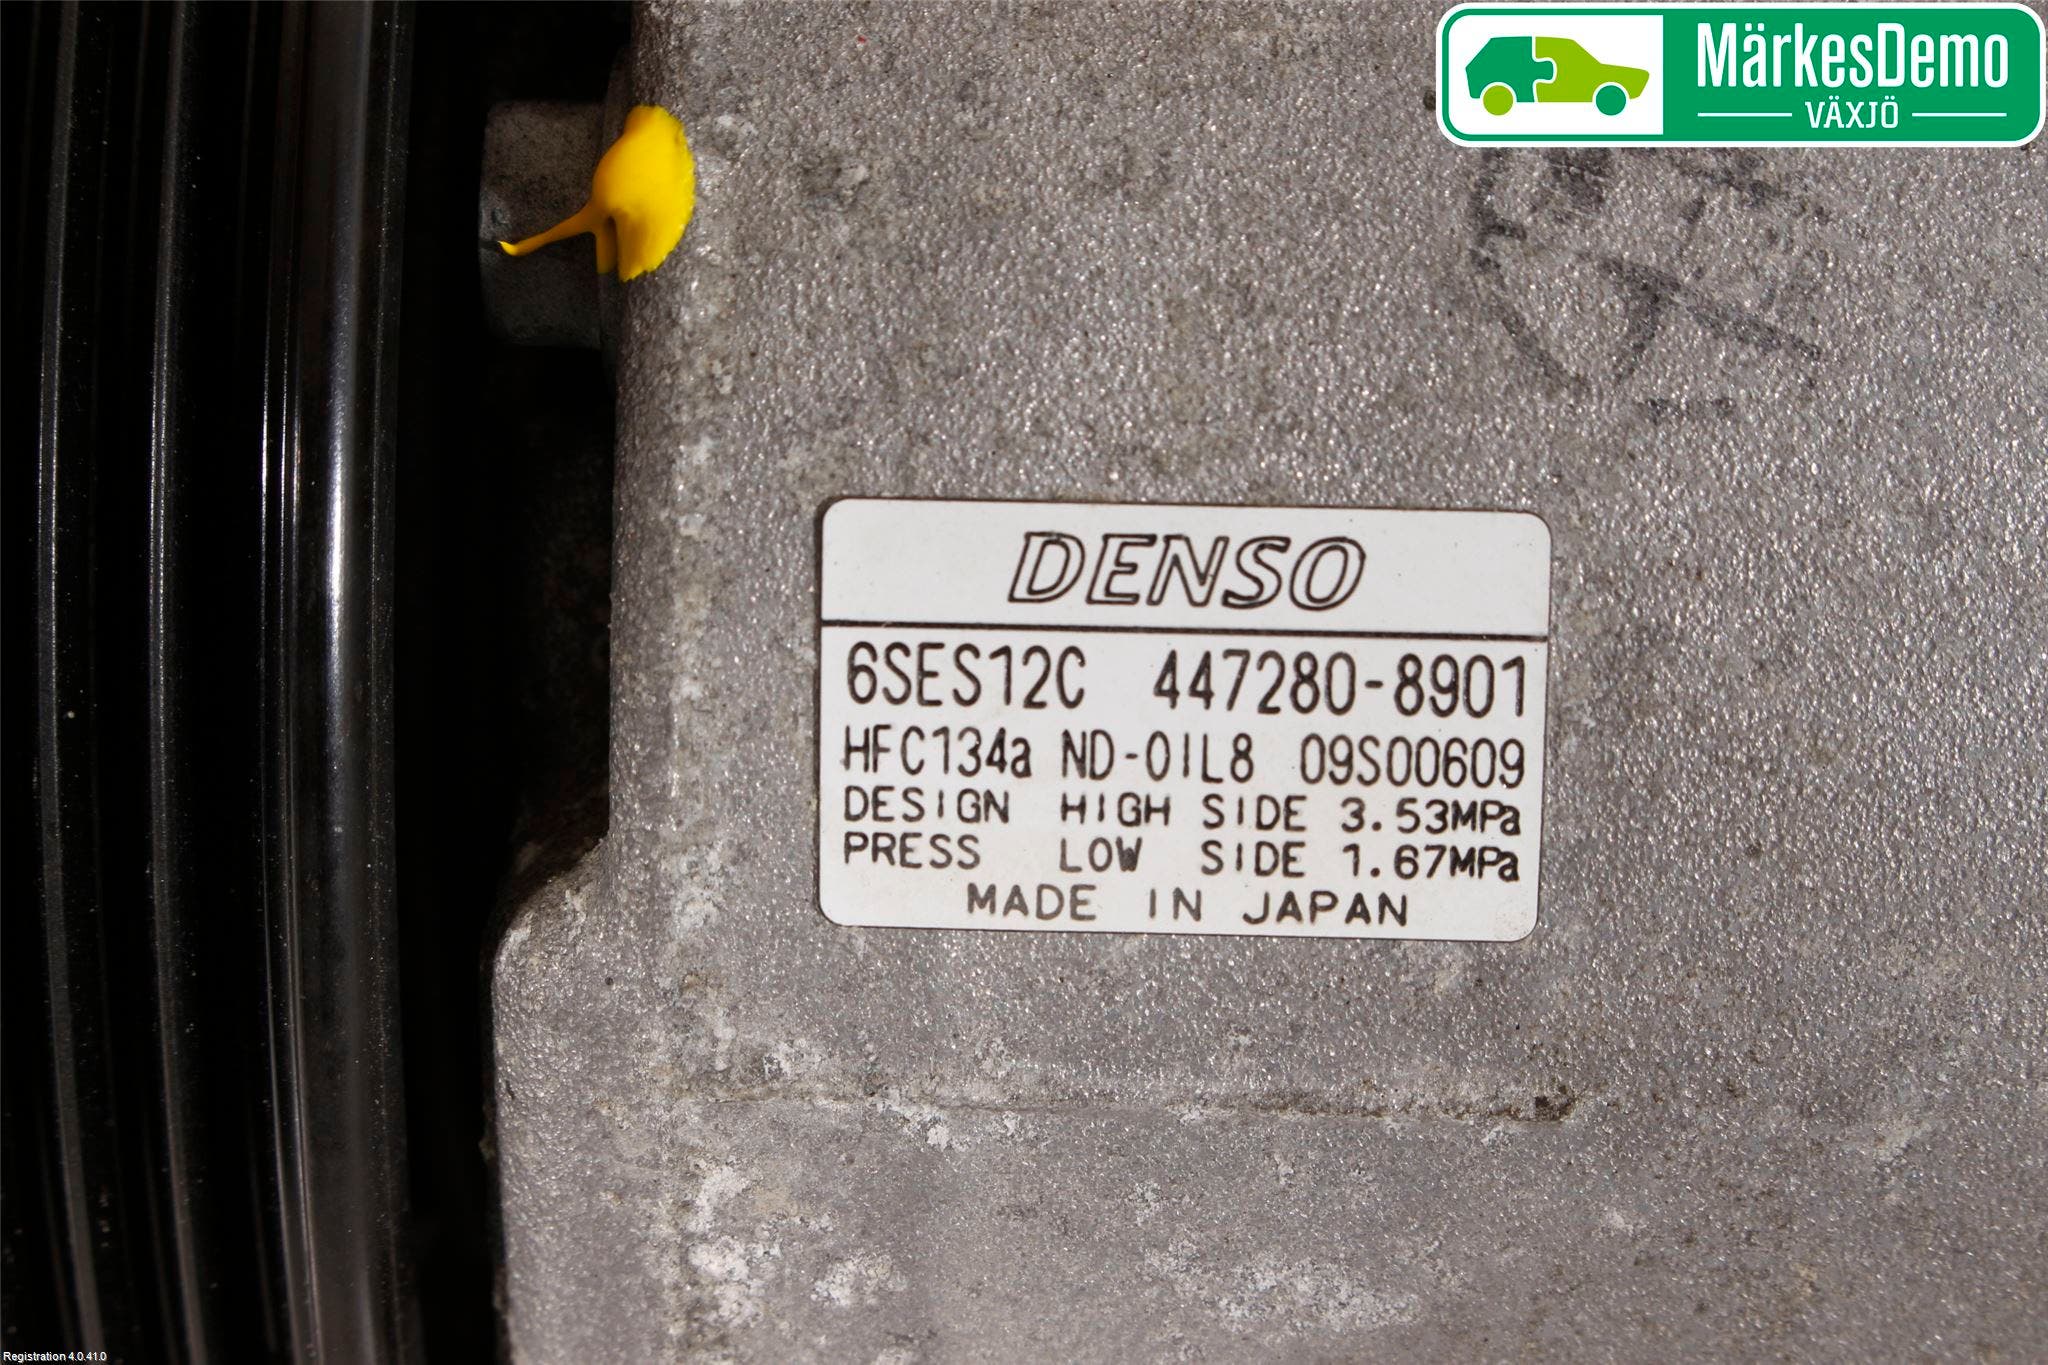 MärkesDemo
VÄXJÖ
DENSO
6SES12C 447280-8901
HFC134a ND-OIL8 09S00609
DESIGN HIGH SIDE 3.53MPa
PRESS LOW SIDE 1.67MPa
MADE IN JAPAN
Registration 4.0.41.0